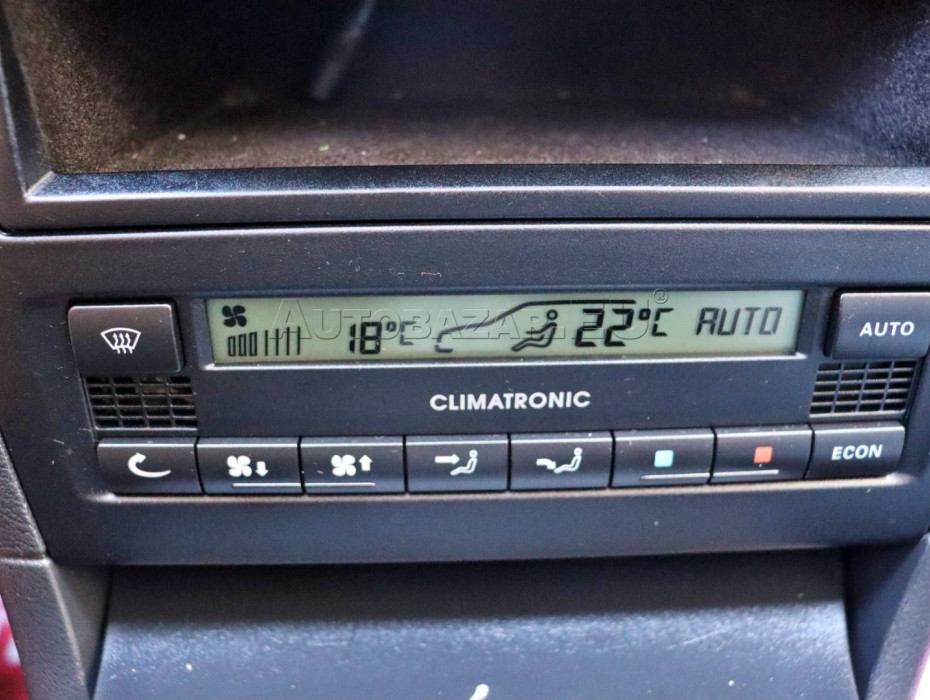 18°C 22°C AUTO
AUTOBAZAR.EU®
AUTO
CLIMATRONIC
ECON